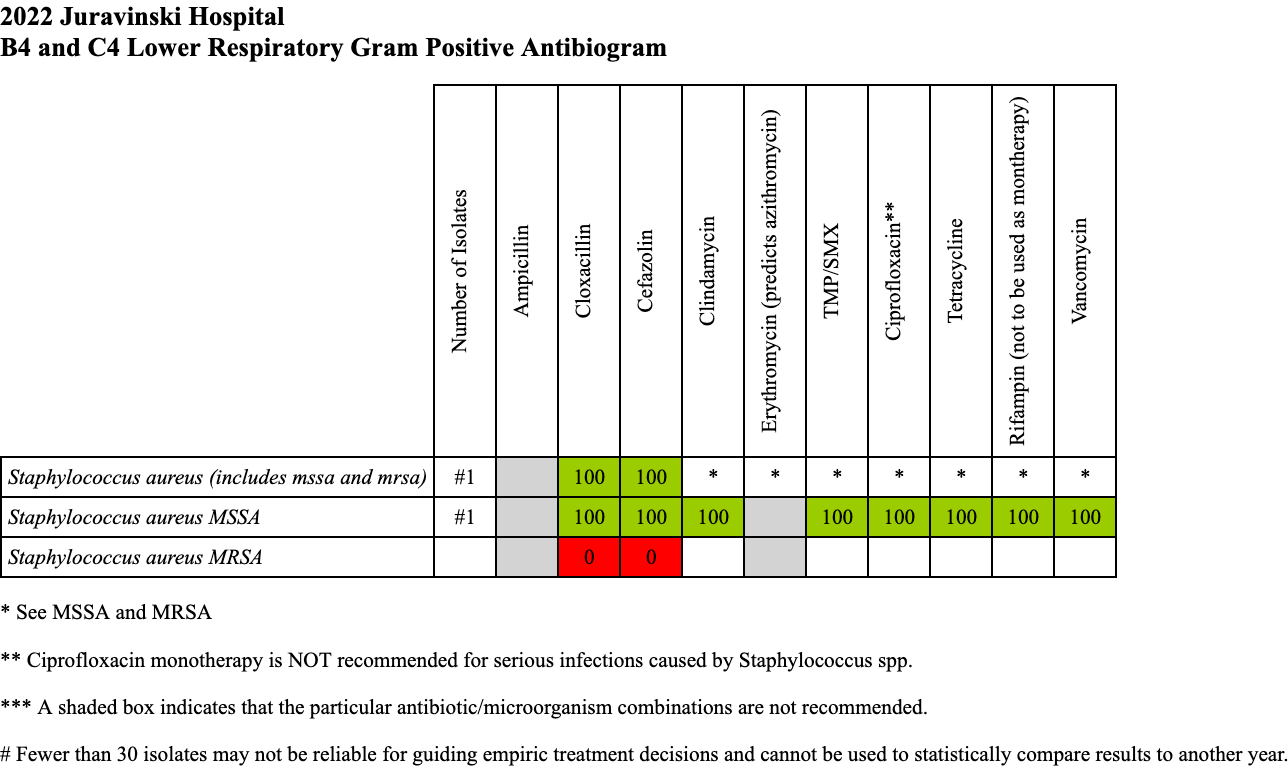 2022 Juravinski Hospital
B4 and C4 Lower Respiratory Gram Positive Antibiogram
Number of Isolates
Ampicillin
Cloxacillin
Cefazolin
Clindamycin
Erythromycin (predicts azithromycin)
TMP/SMX
Ciprofloxacin**
Tetracycline
Rifampin (not to be used as montherapy)
Vancomycin
Staphylococcus aureus (includes mssa and mrsa) #1 100 100 * * * * * * *
Staphylococcus aureus MSSA #1 100 100 100 100 100 100 100 100
Staphylococcus aureus MRSA 0 0
* See MSSA and MRSA
** Ciprofloxacin monotherapy is NOT recommended for serious infections caused by Staphylococcus spp.
*** A shaded box indicates that the particular antibiotic/microorganism combinations are not recommended.
# Fewer than 30 isolates may not be reliable for guiding empiric treatment decisions and cannot be used to statistically compare results to another year.